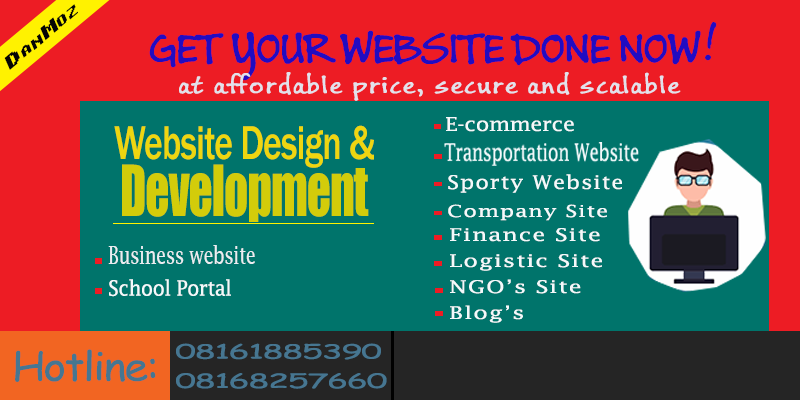 DanMoz
GET YOUR WEBSITE DONE NOW!
at affordable price, secure and scalable
Website Design &
Development
Business website
School Portal
E-commerce
Transportation Website
Sporty Website
Company Site
Finance Site
Logistic Site
NGO's Site
Blog's
Hotline:
08161885390
08168257660